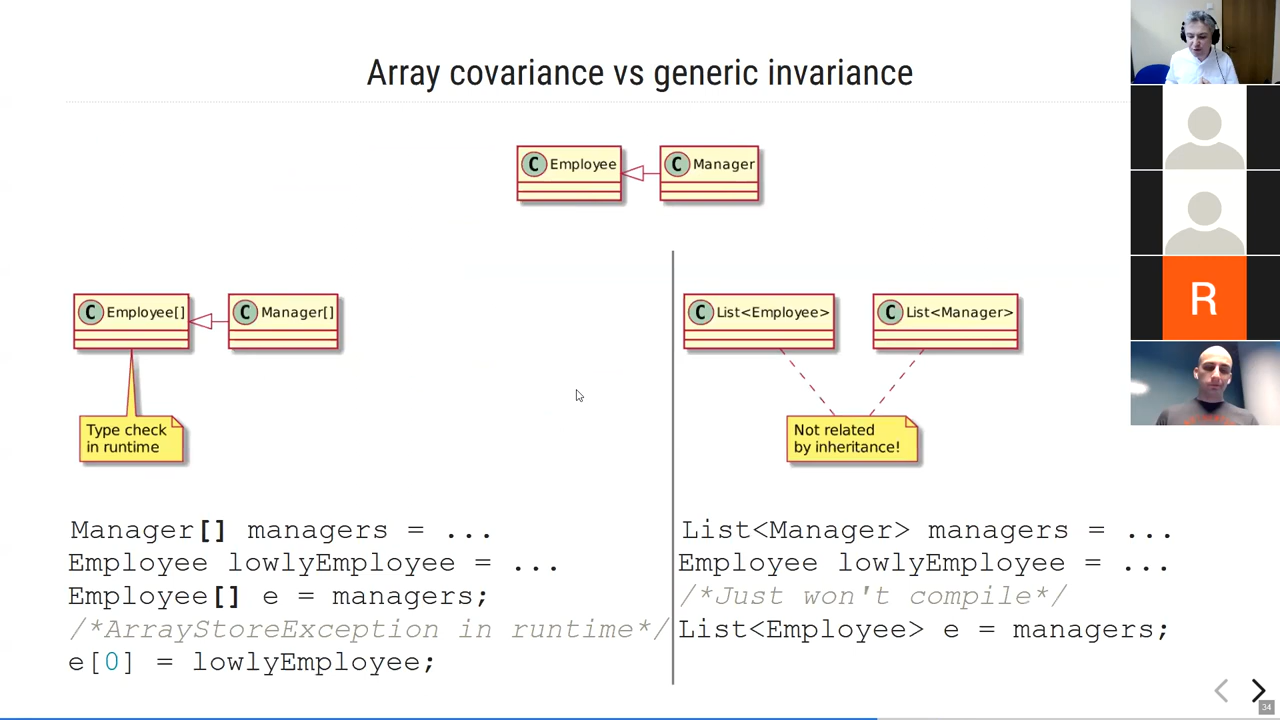 Array covariance vs generic invariance
C Employee
C Manager
C Employee[]
C Manager[]
Type check
in runtime
Manager[] managers = ...
Employee lowlyEmployee = ...
Employee[] e = managers;
/*ArrayStoreException in runtime*/
e[0] = lowlyEmployee;
C List<Employee>
C List<Manager>
Not related
by inheritance!
List<Manager> managers = ...
Employee lowlyEmployee = ...
/*Just won't compile*/
List<Employee> e = managers;
R
34